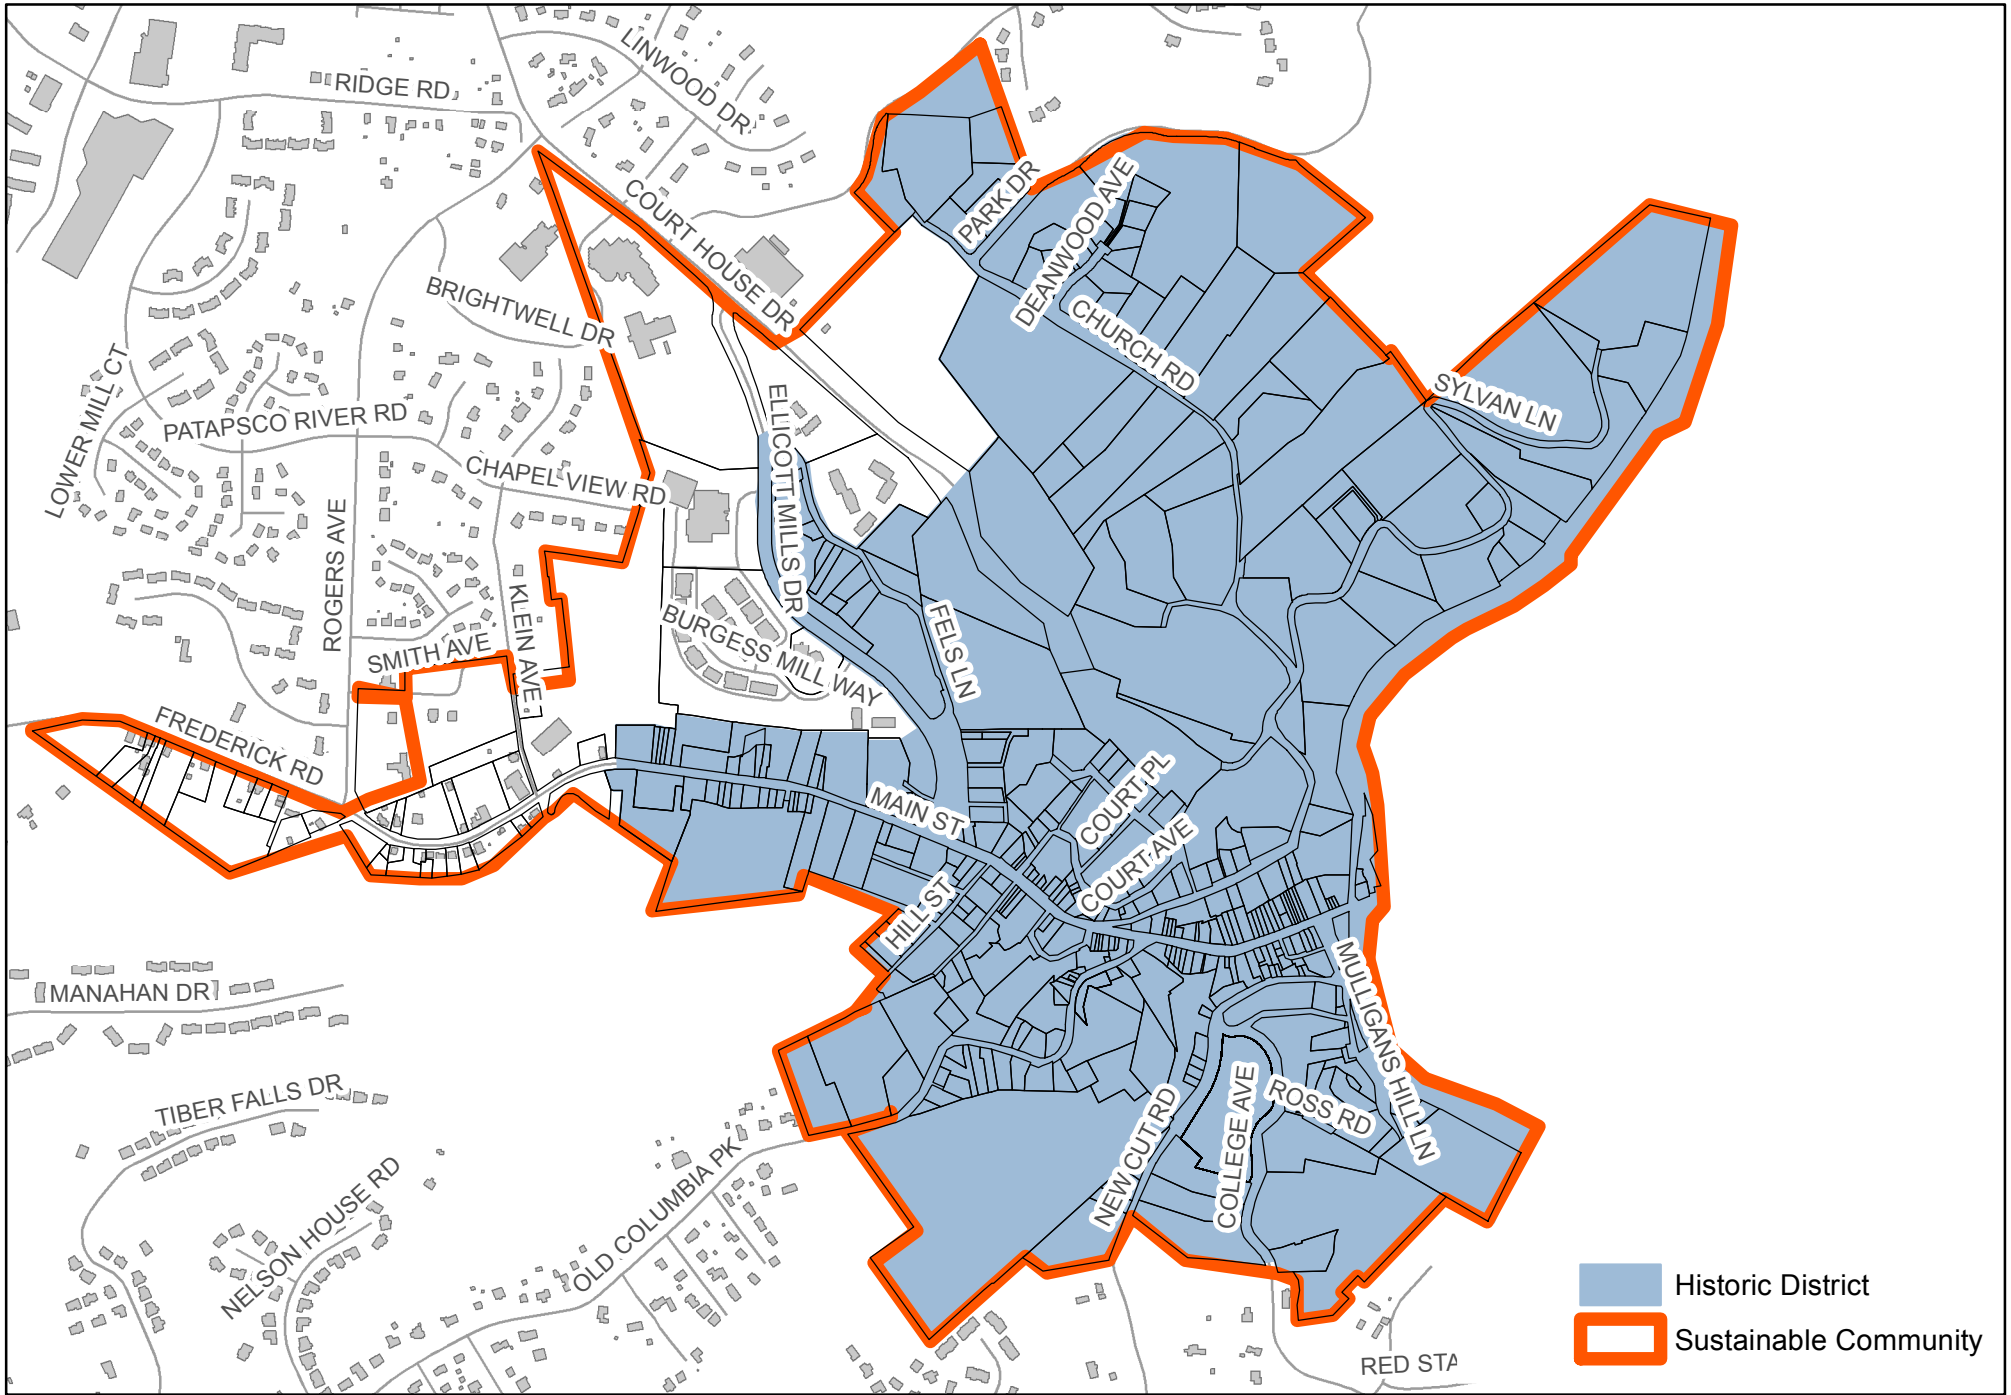 LINWOOD DR
RIDGE RD
COURT HOUSE DR
PARK DR
DEANWOOD AVE
BRIGHTWELL DR
CHURCH RD
LOWER MILL CT
PATAPSCO RIVER RD
ELLICOTT MILLS DR
SYLVAN LN
CHAPEL VIEW RD
ROGERS AVE
KLEIN AVE
SMITH AVE
BURGESS MILL WAY
FELS LN
FREDERICK RD
MAIN ST
COURT PL
COURT AVE
HILL ST
MANAHAN DR
MULLIGANS HILL LN
TIBER FALLS DR
ROSS RD
NEW CUT RD
COLLEGE AVE
OLD COLUMBIA PK
NELSON HOUSE RD
Historic District
Sustainable Community
RED STA